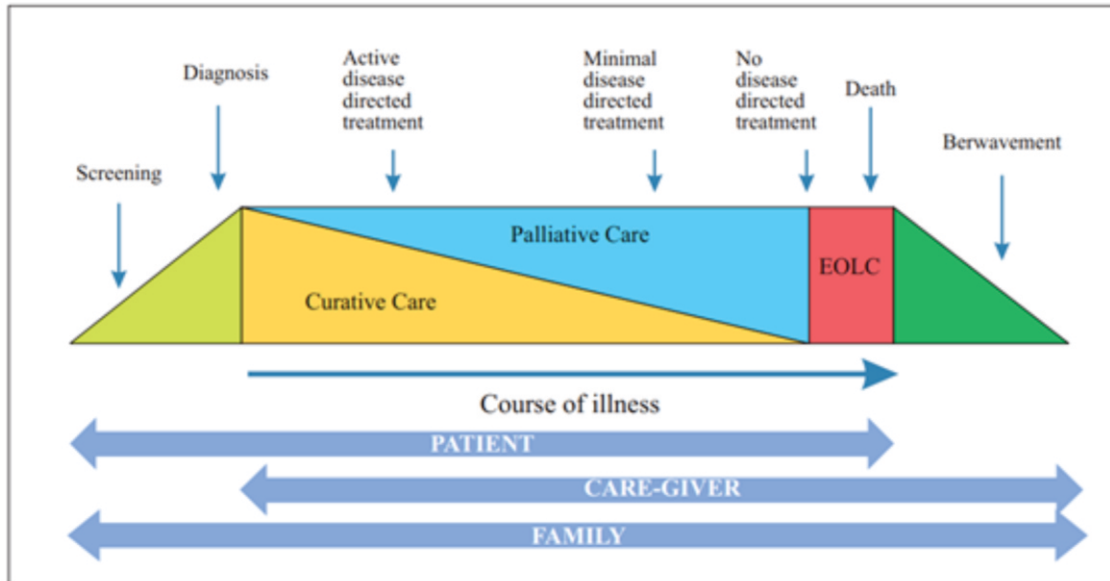 Screening
Diagnosis
Active
disease
directed
treatment
Minimal
disease
directed
treatment
No
disease
directed
treatment
Death
Berwavement
Palliative Care
Curative Care
EOLC
Course of illness
PATIENT
CARE-GIVER
FAMILY